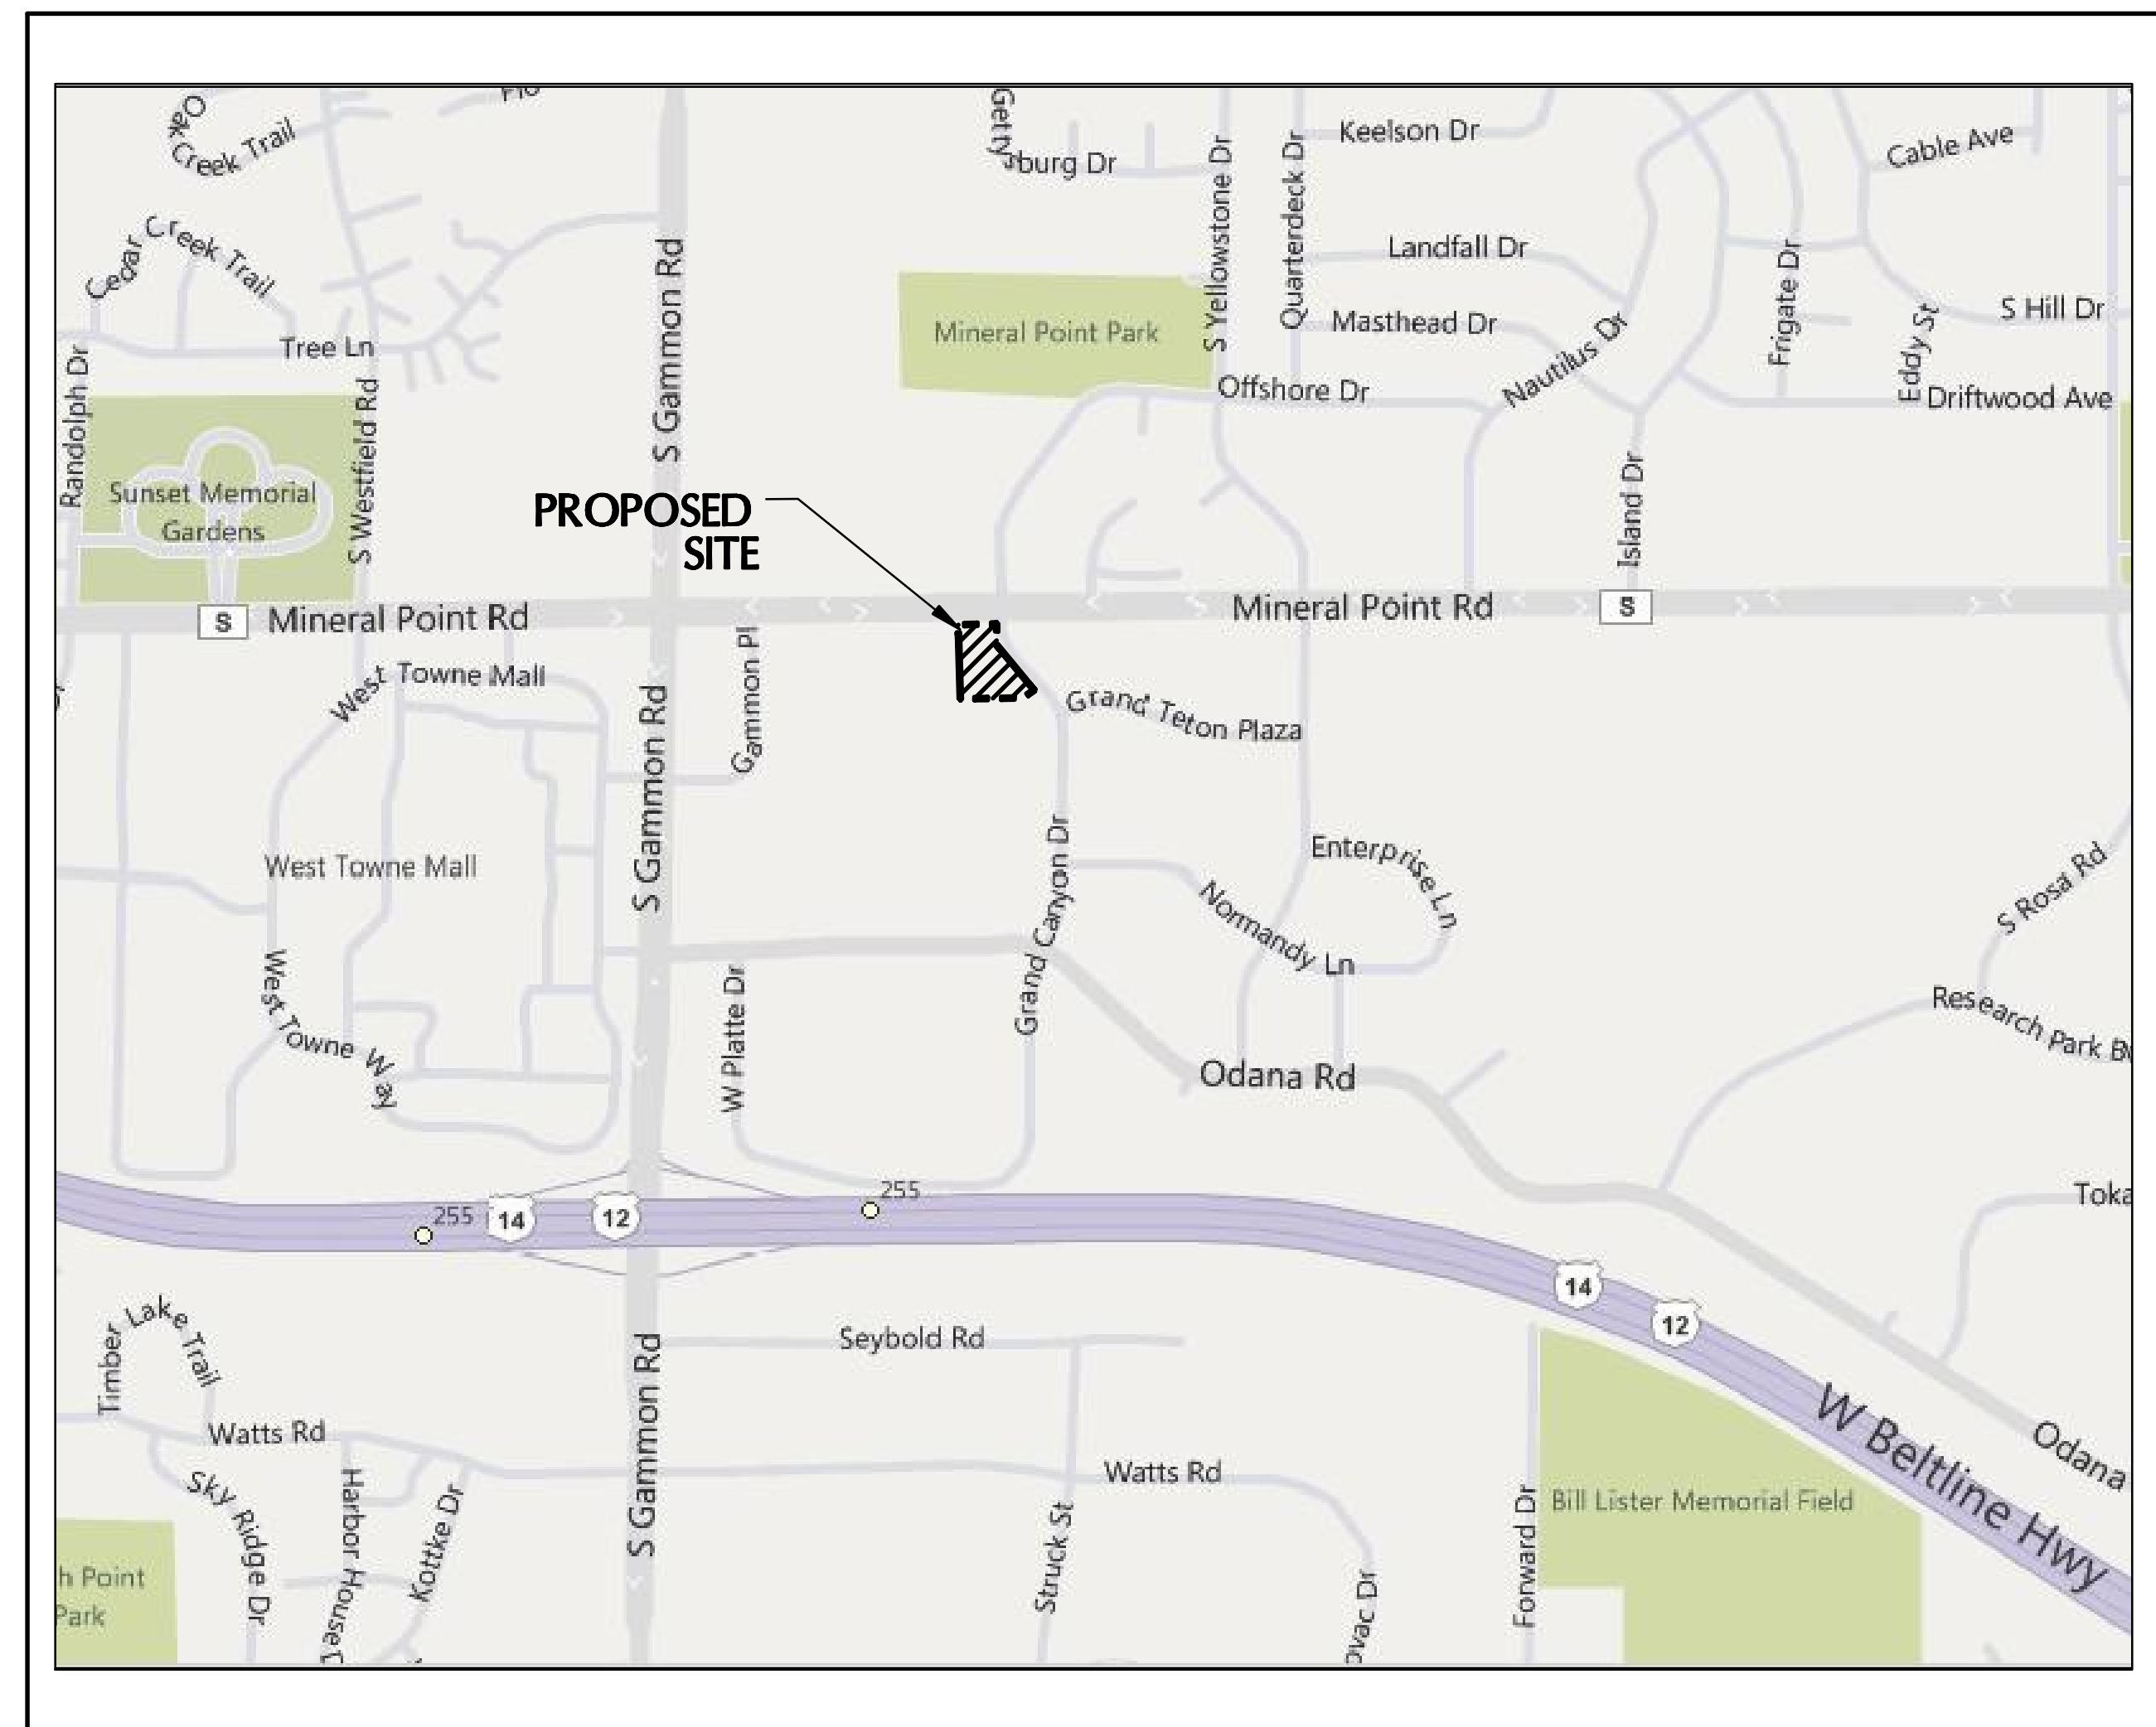 Oak
Creek Trail
Keelson Dr
Cable Ave
burg Dr
S Yellowstone Dr
Quarterdeck Dr
Cedar Creek Trail
S Gammon Rd
Landfall Dr
Frigate Dr
S Hill Dr
Mineral Point Park
Masthead Dr
Nautilus Dr
Eddy St
Tree Ln
Randolph Dr
S Westfield Rd
Offshore Dr
Driftwood Ave
Sunset Memorial
Gardens
PROPOSED
SITE
Island Dr
S
Mineral Point Rd
Mineral Point Rd
S
West Towne Mall
Gammon Pl
S Gammon Rd
Grand Teton Plaza
West Towne Mall
Grand Canyon Dr
Enterprise Ln
Normandy Ln
S Rosa Rd
West Towne Way
W Platte Dr
Research Park
Odana Rd
255
14
12
255
14
12
Timber Lake Trail
S Gammon Rd
Seybold Rd
W Beltline Hwy
Odana
Watts Rd
Watts Rd
Sky Ridge Dr
Harbor House
Kottke Dr
Struck St
Forward Dr
Bill Lister Memorial Field
h Point
Park